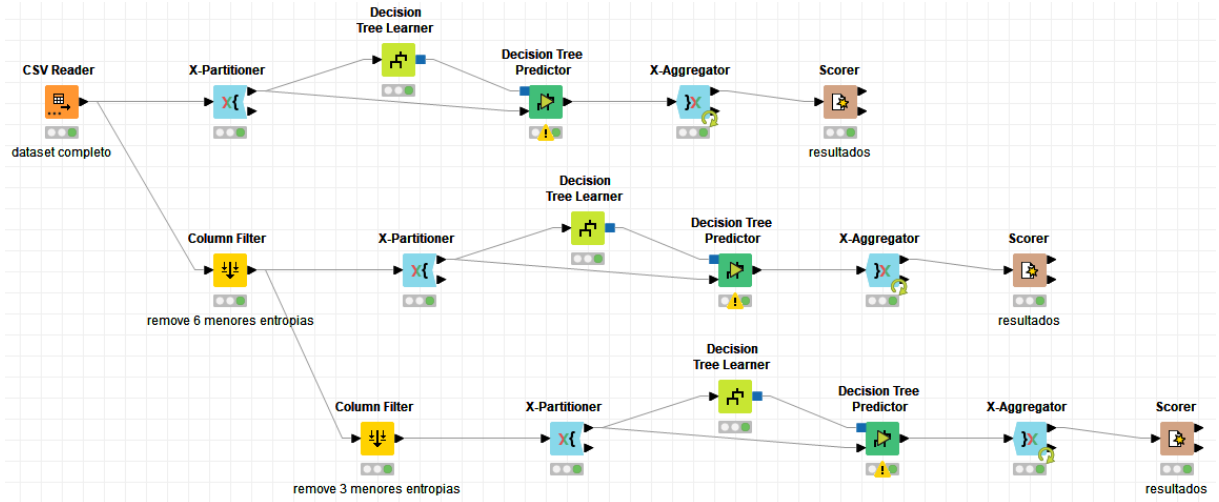 Decision
Tree Learner
CSV Reader
X-Partitioner
Decision Tree
Predictor
X-Aggregator
Scorer
dataset completo
resultados
Decision
Tree Learner
Column Filter
X-Partitioner
Decision Tree
Predictor
X-Aggregator
Scorer
remove 6 menores entropias
resultados
Decision
Tree Learner
Column Filter
X-Partitioner
Decision Tree
Predictor
X-Aggregator
Scorer
remove 3 menores entropias
resultados